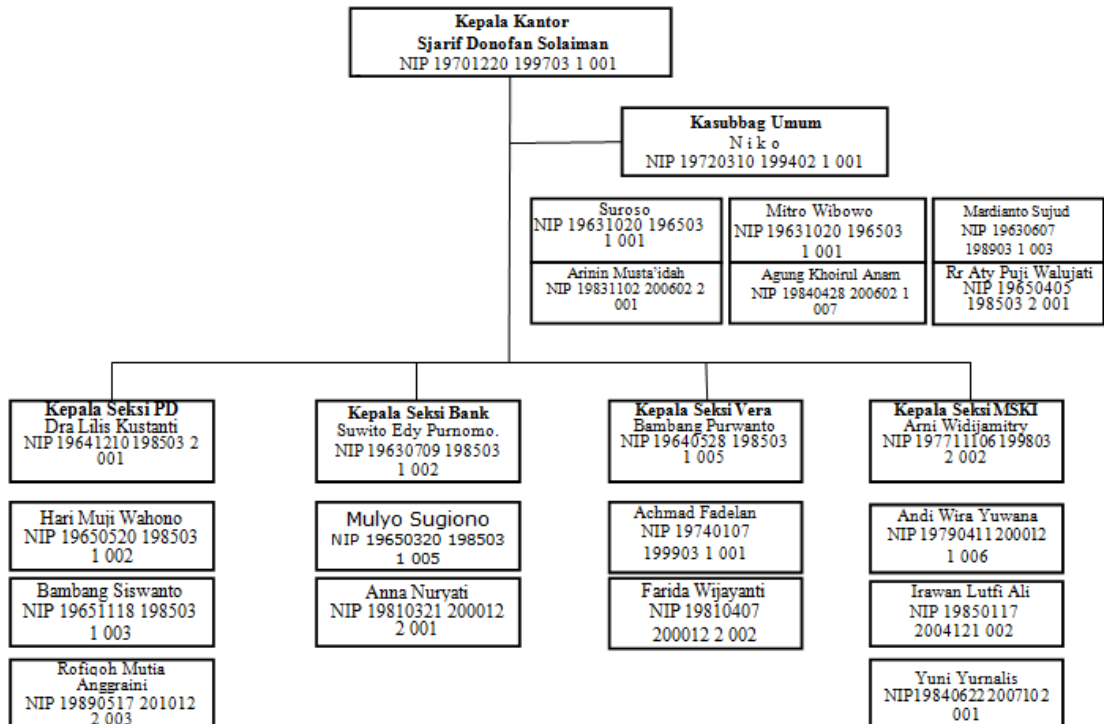 Kepala Kantor
Sjarif Donofan Solaiman
NIP 19701220 199703 1 001
Kasubbag Umum
N i k o
NIP 19720310 199402 1 001
Suroso
NIP 19631020 196503
1 001
Mitro Wibowo
NIP 19631020 196503
1 001
Mardianto Sujud
NIP 19630607
198903 1 003
Arinin Musta'idah
NIP 19831102 200602 2
001
Agung Khoirul Anam
NIP 19840428 200602 1
007
Rr Aty Puji Walujati
NIP 19650405
198503 2 001
Kepala Seksi PD
Dra Lilis Kustanti
NIP 19641210 198503 2
001
Kepala Seksi Bank
Suwito Edy Purnomo.
NIP 19630709 198503
1 002
Kepala Seksi Vera
Bambang Purwanto
NIP 19640528 198503
1 005
Kepala Seksi MSKI
Arni Widijamitry
NIP 197711106 199803
2 002
Hari Muji Wahono
NIP 19650520 198503
1 002
Mulyo Sugiono
NIP 19650320 198503
1 005
Achmad Fadelan
NIP 19740107
199903 1 001
Andi Wira Yuwana
NIP 19790411 200012
1 006
Bambang Siswanto
NIP 19651118 198503
1 003
Anna Nuryati
NIP 19810321 200012
2 001
Farida Wijayanti
NIP 19810407
200012 2 002
Irawan Lutfi Ali
NIP 19850117
2004121 002
Rofiqoh Mutia
Anggraini
NIP 19890517 201012
2 003
Yuni Yurnalis
NIP19840622 2007102
001